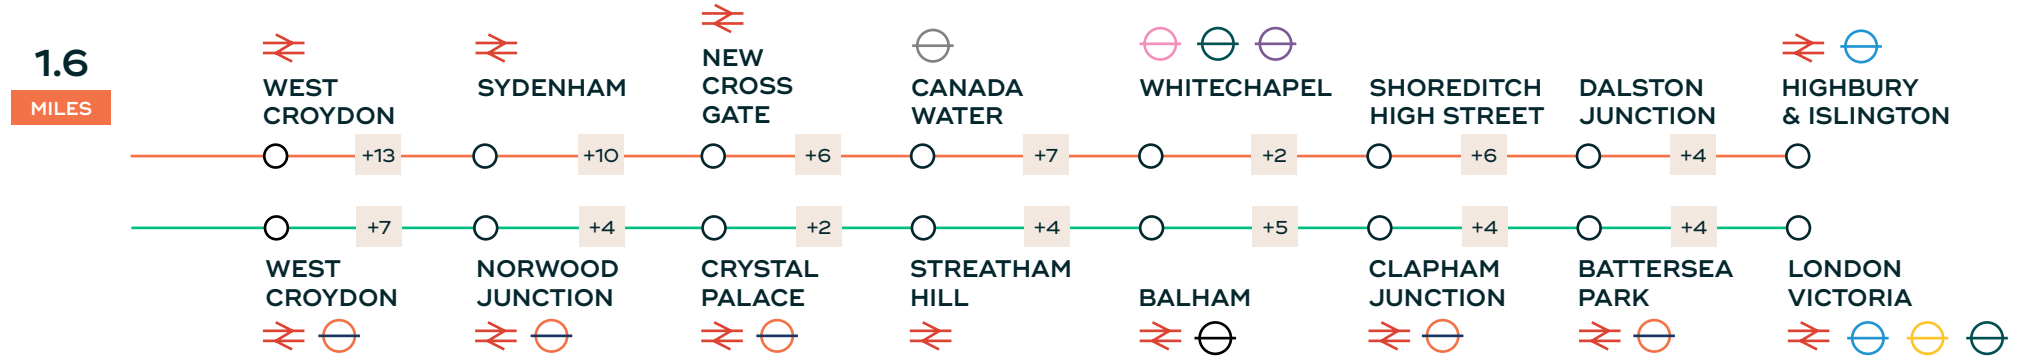 1.6
MILES
WEST
CROYDON
SYDENHAM
NEW
CROSS
GATE
CANADA
WATER
WHITECHAPEL
SHOREDITCH
HIGH STREET
DALSTON
JUNCTION
HIGHBURY
& ISLINGTON
+13
+10
+6
+7
+2
+6
+4
+7
+4
+2
+4
+5
+4
+4
WEST
CROYDON
NORWOOD
JUNCTION
CRYSTAL
PALACE
STREATHAM
HILL
BALHAM
CLAPHAM
JUNCTION
BATTERSEA
PARK
LONDON
VICTORIA